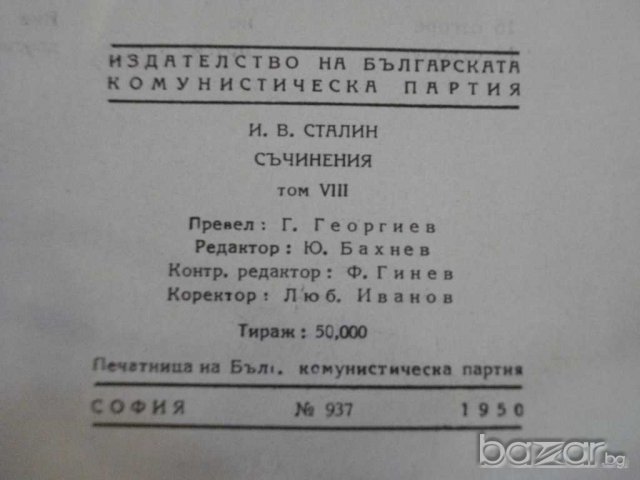 ИЗДАТЕЛСТВО НА БЪЛГАРСКАТА
КОМУНИСТИЧЕСКА ПАРТИЯ
И. В. СТАЛИН
СЪЧИНЕНИЯ
том VIII
Превел: Г. Георгиев
Редактор: Ю. Бахнев
Контр. редактор: Ф. Гинев
Коректор: Люб. Иванов
Тираж: 50,000
Печатница на Бълг. комунистическа партия
СОФИЯ № 937 1950
bazar.bg